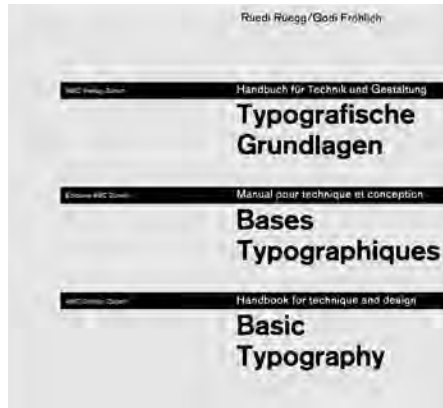 Ruedi Rüegg/Godi Fröhlich
Handbuch für Technik und Gestaltung
Typografische
Grundlagen
Manual pour technique et conception
Bases
Typographiques
Handbook for technique and design
Basic
Typography